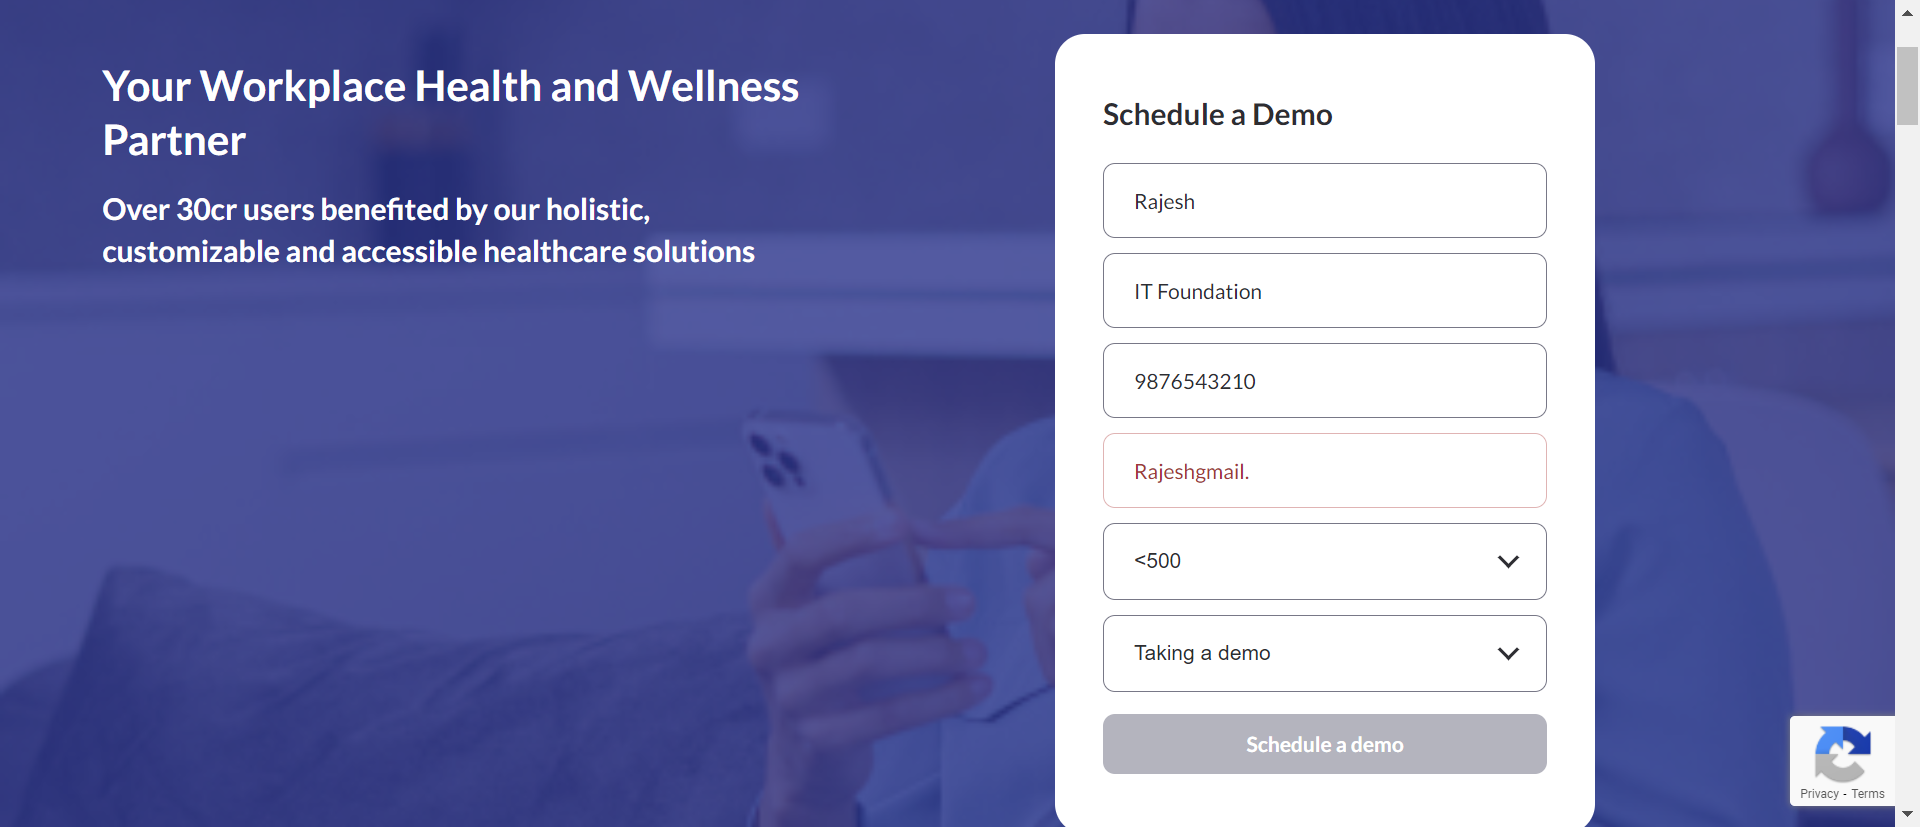 Your Workplace Health and Wellness
Partner
Over 30cr users benefited by our holistic,
customizable and accessible healthcare solutions
Schedule a Demo
Rajesh
IT Foundation
9876543210
Rajeshgmail.
<500
Taking a demo
Schedule a demo
Privacy - Terms